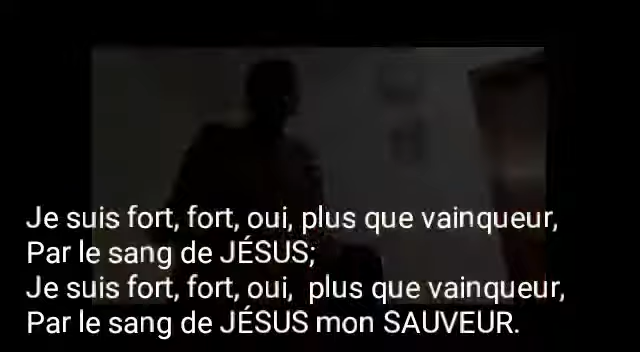 Je suis fort, fort, oui, plus que vainqueur,
Par le sang de JÉSUS;
Je suis fort, fort, oui,  plus que vainqueur,
Par le sang de JÉSUS mon SAUVEUR.